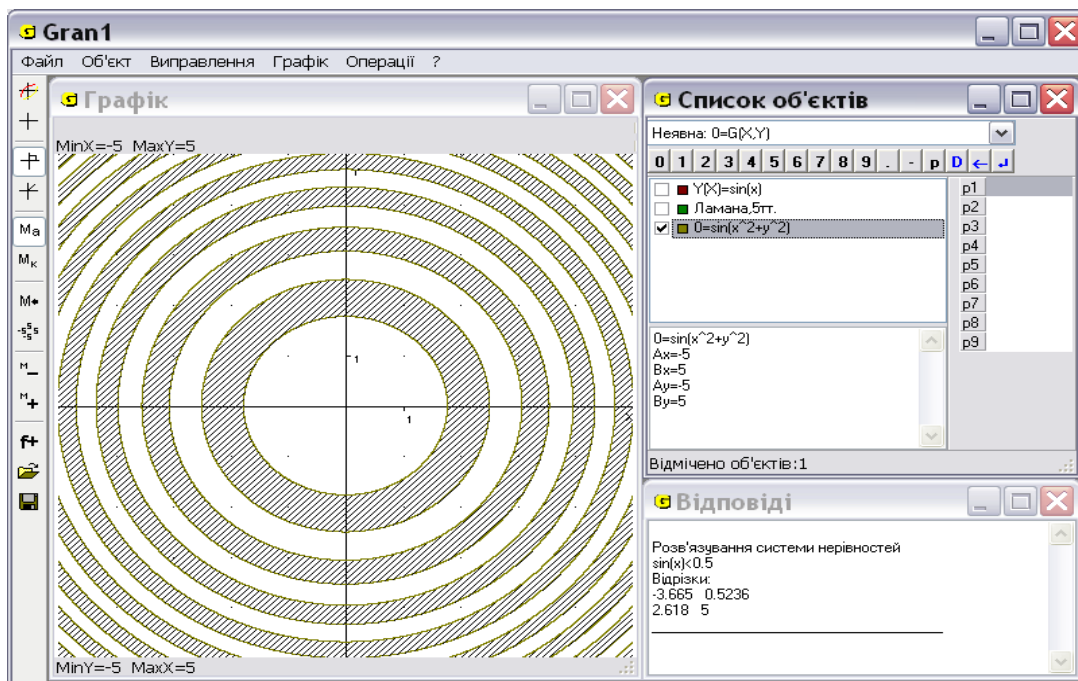 Gran1
Файл Об'єкт Виправлення Графік Операції ?
Графік
MinX=-5 MaxY=5
1
1
X
MinY=-5 MaxX=5
Ma
Mк
M
-5 5 5 5
M
M
f+
Список об'єктів
Неявна: 0=G(X,Y)
0 1 2 3 4 5 6 7 8 9 . - p D ← ↲
Y(X)=sin(x)
Ламана,5тт.
0=sin(x^2+y^2)
p1
p2
p3
p4
p5
p6
p7
p8
p9
0=sin(x^2+y^2)
Ax=-5
Bx=5
Ay=-5
By=5
Відмічено об'єктів:1
Відповіді
Розв'язування системи нерівностей
sin(x)<0.5
Відрізки:
-3.665 0.5236
2.618 5